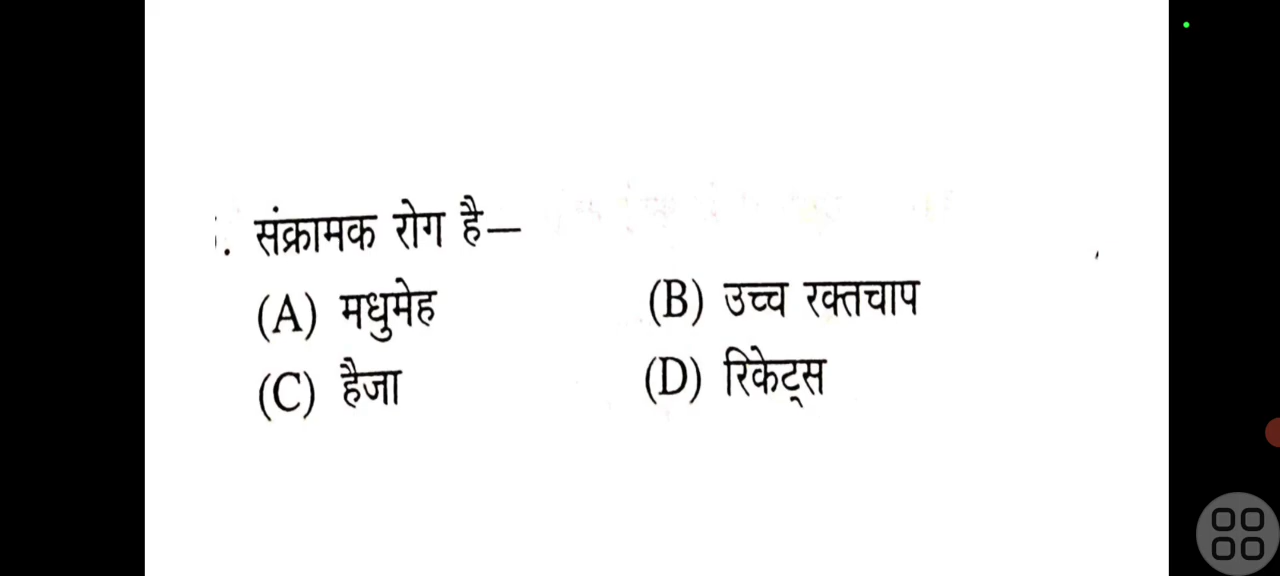 . संक्रामक रोग है—
(A) मधुमेह (B) उच्च रक्तचाप
(C) हैजा (D) रिकेट्स